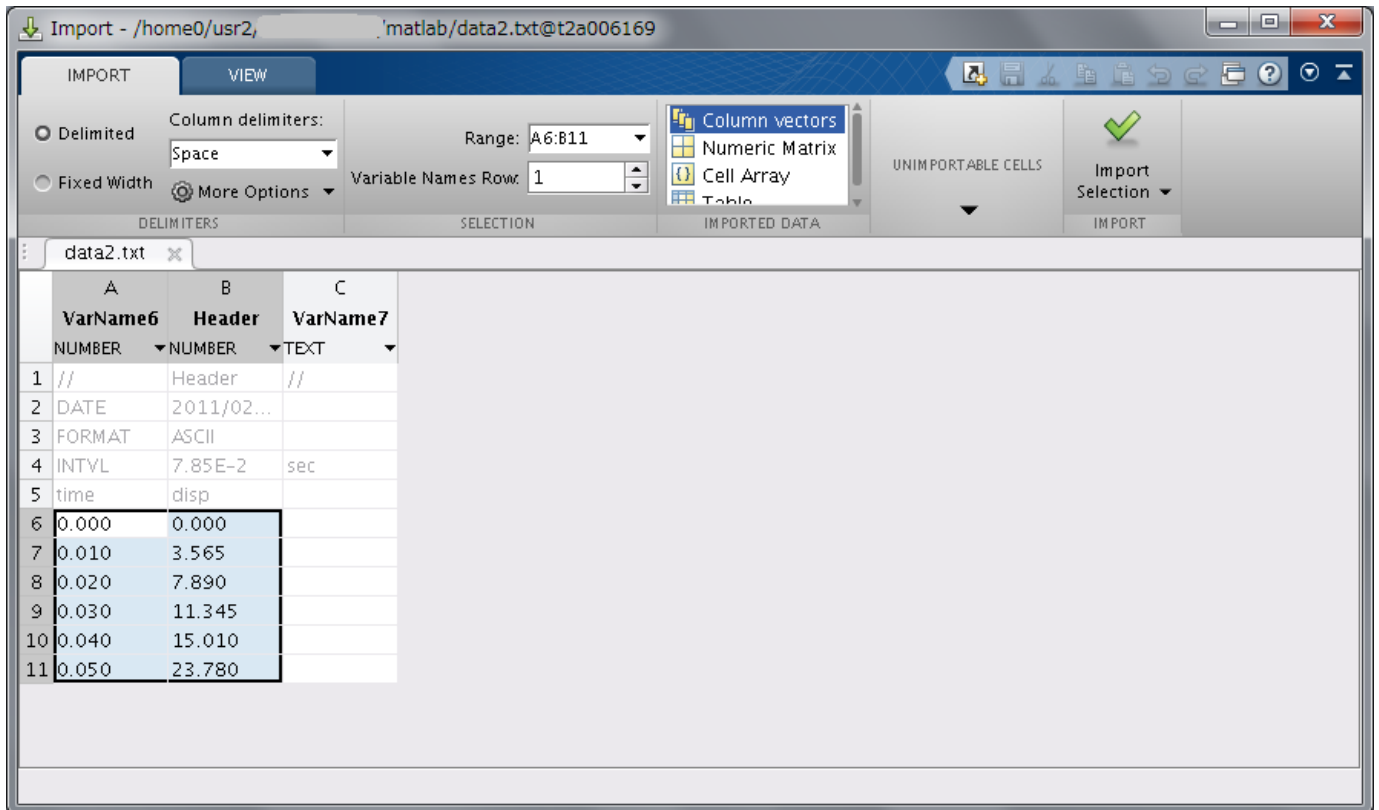 Import - /home0/usr2, /matlab/data2.txt@t2a006169
IMPORT VIEW
Delimited
Fixed Width
Column delimiters:
Space
More Options
DELIMITERS
Range: A6:B11
Variable Names Row: 1
SELECTION
Column vectors
Numeric Matrix
Cell Array
Table
IMPORTED DATA
UNIMPORTABLE CELLS
Import
Selection
IMPORT
data2.txt
A B C
VarName6 Header VarName7
NUMBER NUMBER TEXT
1 // Header //
2 DATE 2011/02...
3 FORMAT ASCII
4 INTVL 7.85E-2 sec
5 time disp
6 0.000 0.000
7 0.010 3.565
8 0.020 7.890
9 0.030 11.345
10 0.040 15.010
11 0.050 23.780